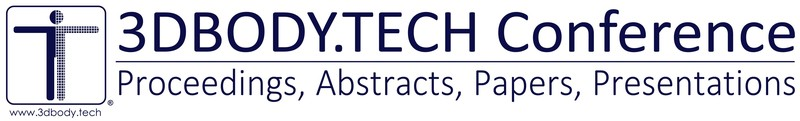 3DBODY.TECH Conference
Proceedings, Abstracts, Papers, Presentations
®
www.3dbody.tech